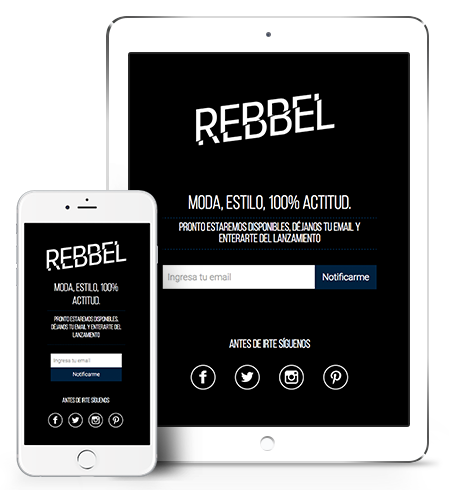 REBBEL
MODA, ESTILO, 100% ACTITUD.
PRONTO ESTAREMOS DISPONIBLES, DÉJANOS TU EMAIL Y
ENTERARTE DEL LANZAMIENTO
Ingresa tu email
Notificarme
ANTES DE IRTE SÍGUENOS
REBBEL
MODA, ESTILO, 100%
ACTITUD.
PRONTO ESTAREMOS DISPONIBLES,
DÉJANOS TU EMAIL Y ENTERARTE DEL
LANZAMIENTO
Ingresa tu email
Notificarme
ANTES DE IRTE SÍGUENOS